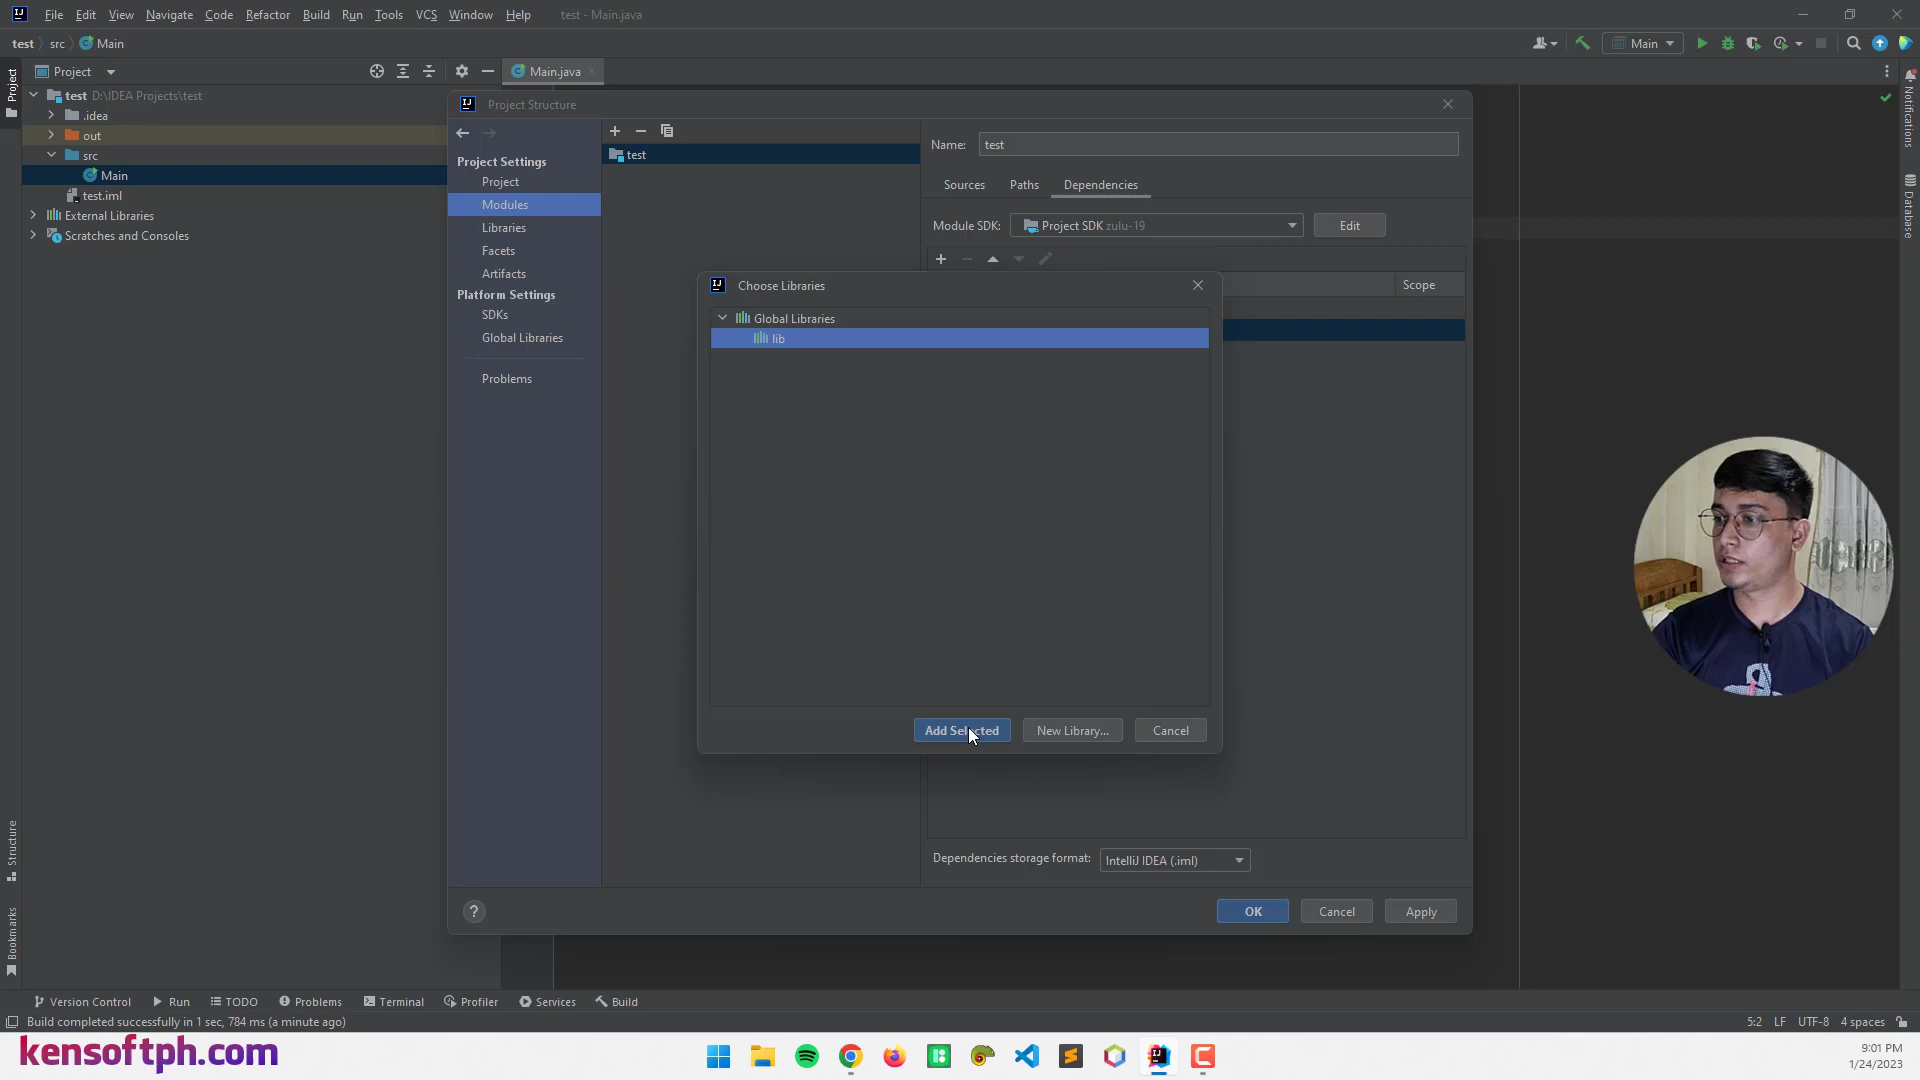 File Edit View Navigate Code Refactor Build Run Tools VCS Window Help test - Main.java
test src Main
Main
Project
Main.java
Project
test D:\IDEA Projects\test
.idea
out
src
Main
test.iml
External Libraries
Scratches and Consoles
Structure
Bookmarks
Notifications
Database
Project Structure
Project Settings
Project
Modules
Libraries
Facets
Artifacts
Platform Settings
SDKs
Global Libraries
Problems
test
Name: test
Sources Paths Dependencies
Module SDK: Project SDK zulu-19 Edit
Scope
Choose Libraries
Global Libraries
lib
Add Selected New Library... Cancel
Dependencies storage format: IntelliJ IDEA (.iml)
? OK Cancel Apply
Version Control Run TODO Problems Terminal Profiler Services Build
Build completed successfully in 1 sec, 784 ms (a minute ago) 5:2 LF UTF-8 4 spaces
kensoftph.com
9:01 PM
1/24/2023